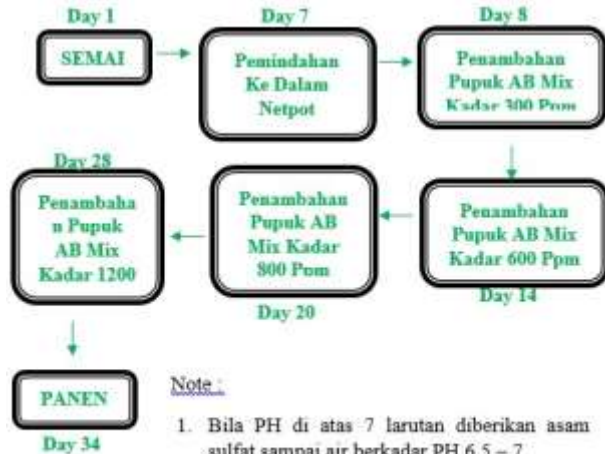 Day 1
SEMAI
Day 7
Pemindahan
Ke Dalam
Netpot
Day 8
Penambahan
Pupuk AB Mix
Kadar 300 Ppm
Penambahan
Pupuk AB Mix
Kadar 600 Ppm
Day 14
Penambahan
Pupuk AB
Mix Kadar
800 Ppm
Day 20
Day 28
Penambaha
n Pupuk
AB Mix
Kadar 1200
PANEN
Day 34
Note :
1. Bila PH di atas 7 larutan diberikan asam
sulfat sampai air berkadar PH 6,5 – 7